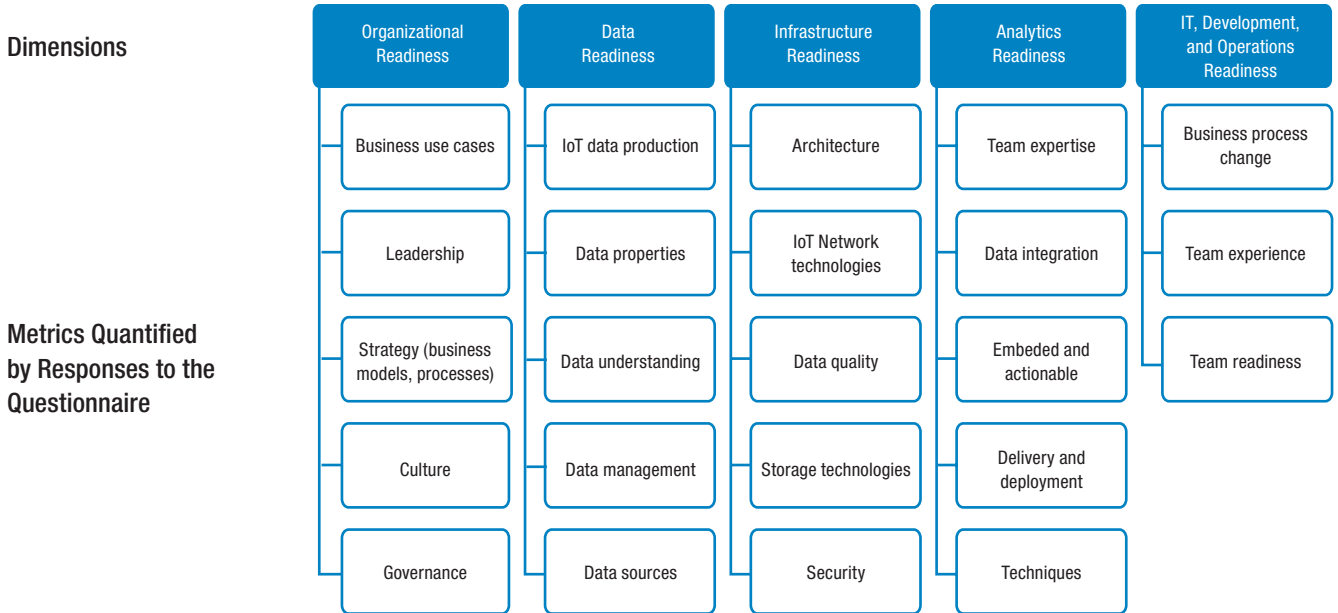 Dimensions
Organizational
Readiness
Data
Readiness
Infrastructure
Readiness
Analytics
Readiness
IT, Development,
and Operations
Readiness
Metrics Quantified
by Responses to the
Questionnaire
Business use cases
Leadership
Strategy (business
models, processes)
Culture
Governance
IoT data production
Data properties
Data understanding
Data management
Data sources
Architecture
IoT Network
technologies
Data quality
Storage technologies
Security
Team expertise
Data integration
Embeded and
actionable
Delivery and
deployment
Techniques
Business process
change
Team experience
Team readiness